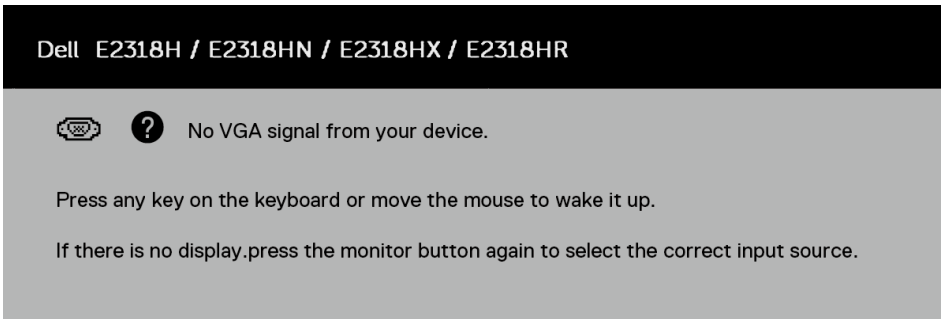 Dell E2318H / E2318HN / E2318HX / E2318HR
? No VGA signal from your device.
Press any key on the keyboard or move the mouse to wake it up.
If there is no display.press the monitor button again to select the correct input source.